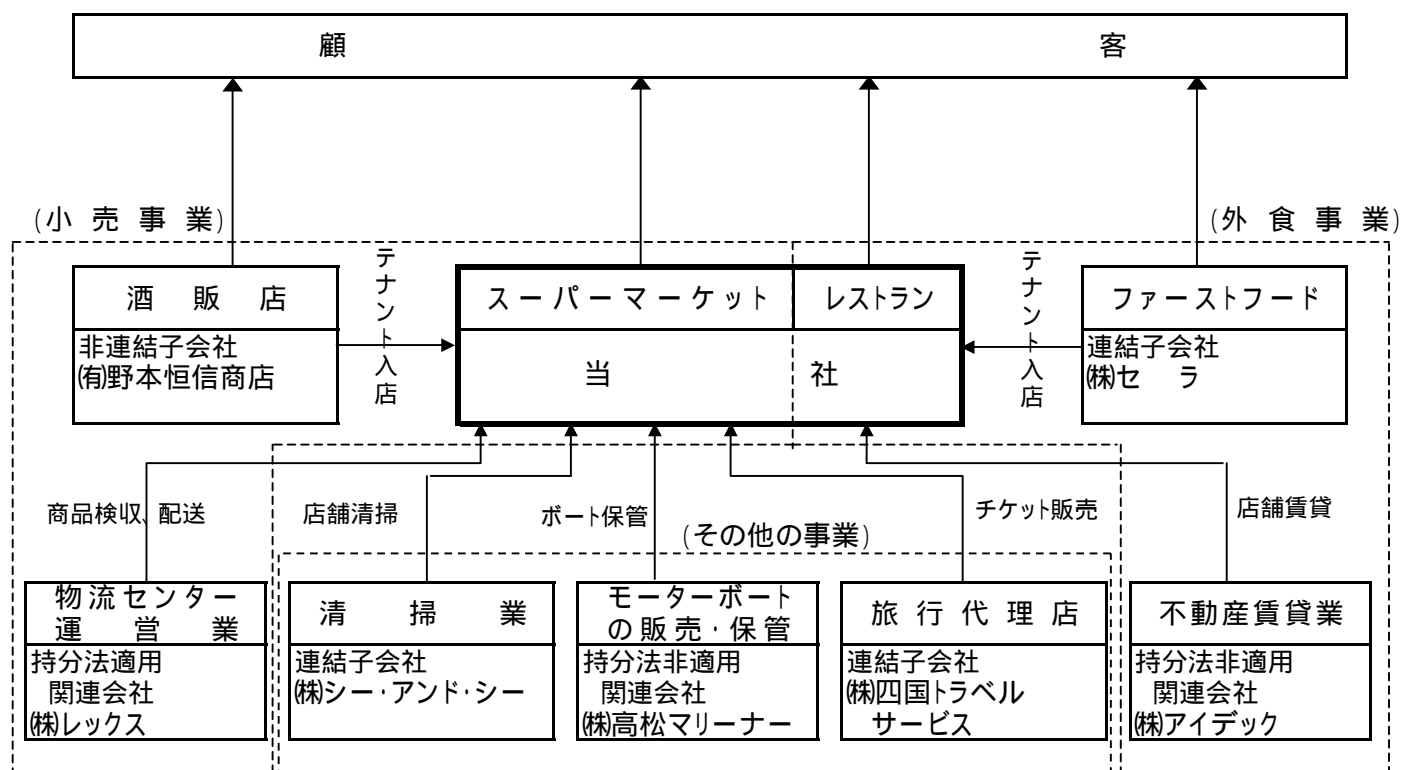 顧　客
(小売事業)
(外食事業)
酒販店
非連結子会社
㈲野本恒信商店
テナント入店
スーパーマーケット
レストラン
当社
テナント入店
ファーストフード
連結子会社
㈱セラ
商品検収、配送
店舗清掃
ボート保管
チケット販売
店舗賃貸
(その他の事業)
物流センター
運営業
持分法適用
関連会社
㈱レックス
清掃業
連結子会社
㈱シー・アンド・シー
モーターボート
の販売・保管
持分法非適用
関連会社
㈱高松マリーナー
旅行代理店
連結子会社
㈱四国トラベル
サービス
不動産賃貸業
持分法非適用
関連会社
㈱アイデック